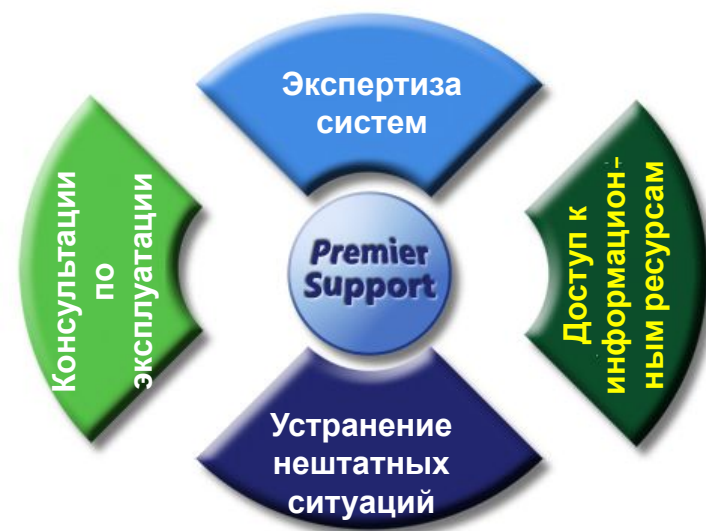 Экспертиза
систем
Консультации
по
эксплуатации
Premier
Support
Доступ к
информацион-
ным ресурсам
Устранение
нештатных
ситуаций